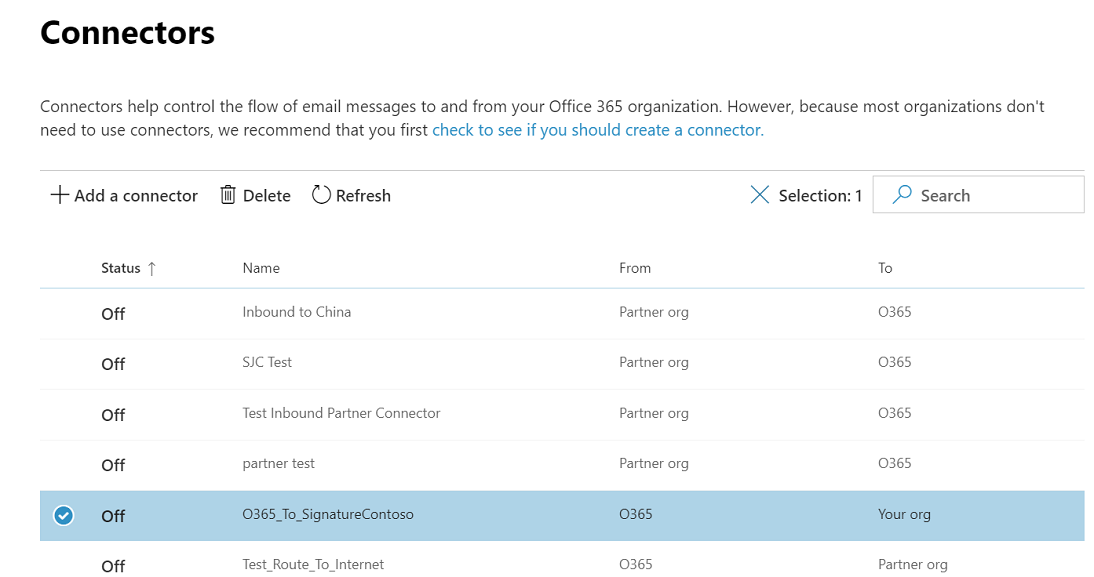 Connectors
Connectors help control the flow of email messages to and from your Office 365 organization. However, because most organizations don't
need to use connectors, we recommend that you first check to see if you should create a connector.
Add a connector Delete Refresh Selection: 1 Search
Status ↑ Name From To
Off Inbound to China Partner org O365
Off SJC Test Partner org O365
Off Test Inbound Partner Connector Partner org O365
Off partner test Partner org O365
Off O365_To_SignatureContoso O365 Your org
Off Test_Route_To_Internet O365 Partner org